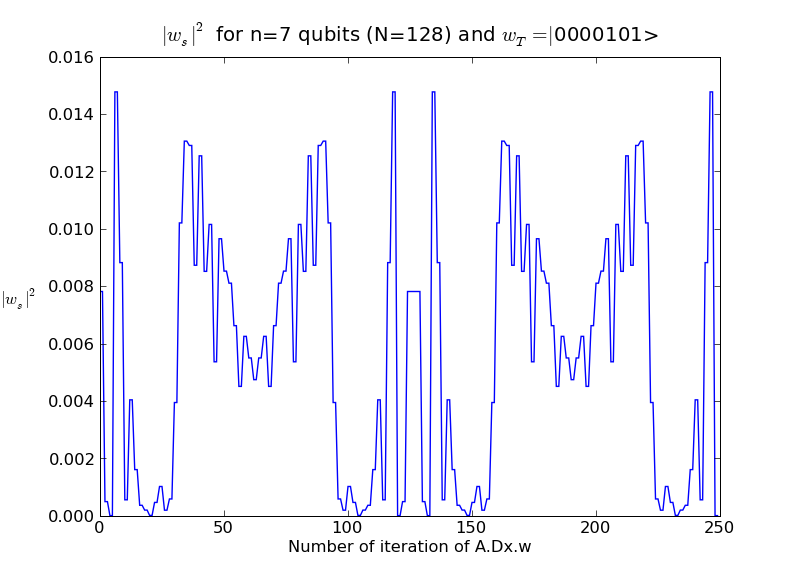 |w_s|² for n=7 qubits (N=128) and w_T =|0000101>
0.016
0.014
0.012
0.010
0.008
|w_s|²
0.006
0.004
0.002
0.000
0 50 100 150 200 250
Number of iteration of A.Dx.w